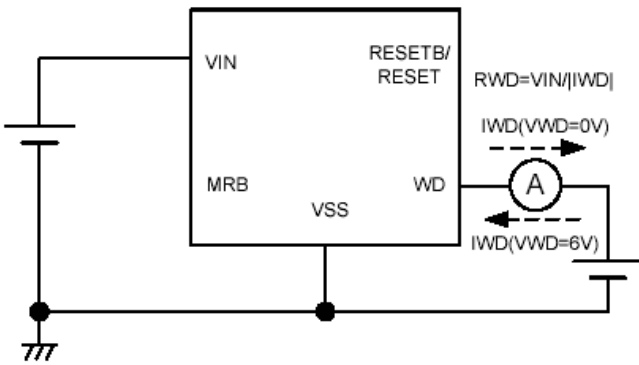 VIN
RESETB/
RESET
RWD=VIN/|IWD|
IWD(VWD=0V)
MRB
WD
A
VSS
IWD(VWD=6V)